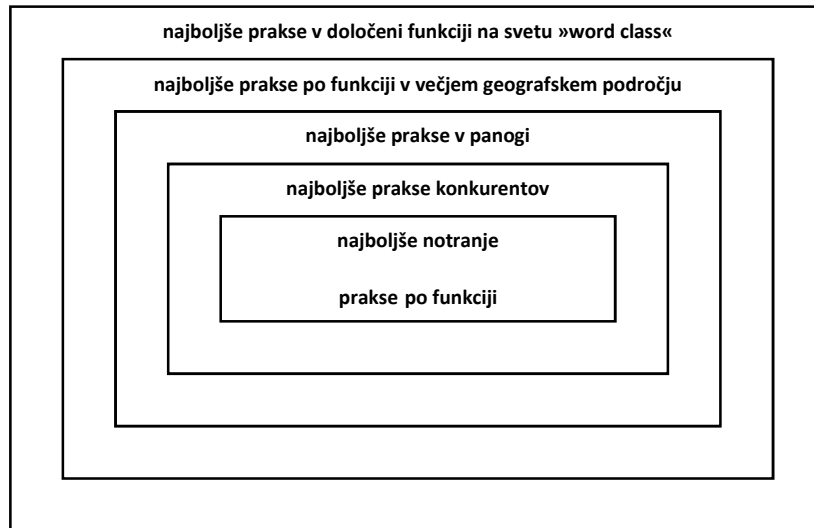 najboljše prakse v določeni funkciji na svetu »word class«
najboljše prakse po funkciji v večjem geografskem področju
najboljše prakse v panogi
najboljše prakse konkurentov
najboljše notranje
prakse po funkciji